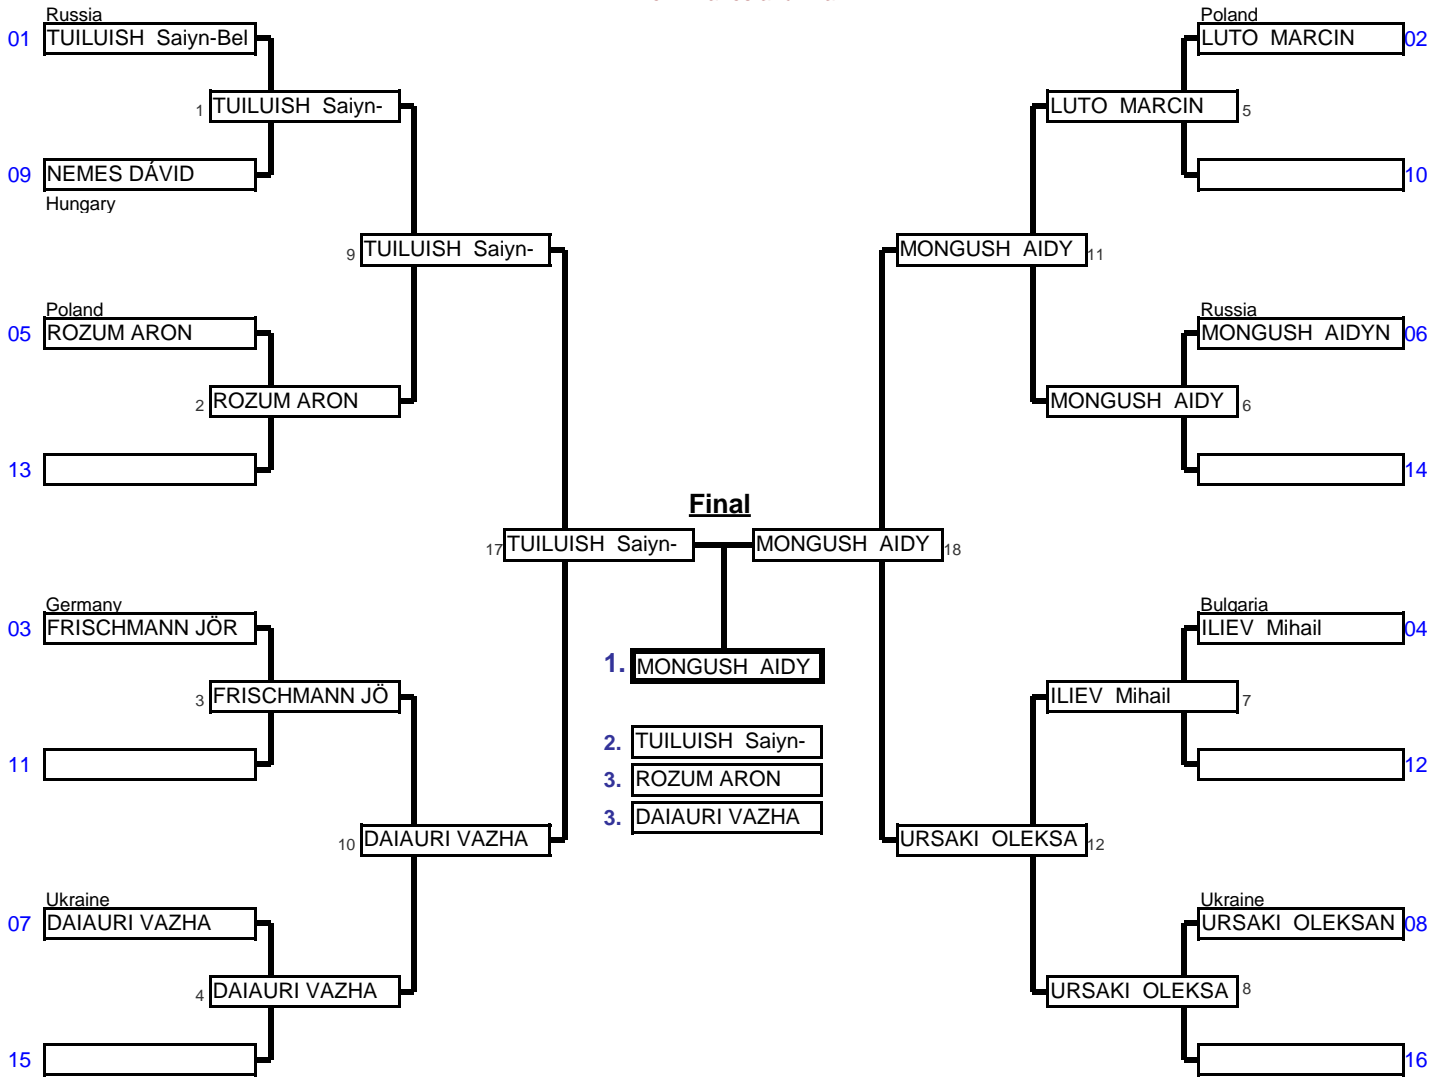 Russia
Poland
01 TUILUISH Saiyn-Bel
LUTO MARCIN 02
1 TUILUISH Saiyn-
LUTO MARCIN 5
09 NEMES DÁVID
10
Hungary
9 TUILUISH Saiyn-
MONGUSH AIDY 11
Poland
Russia
05 ROZUM ARON
MONGUSH AIDYN 06
2 ROZUM ARON
MONGUSH AIDY 6
13
14
Final
17 TUILUISH Saiyn-
MONGUSH AIDY 18
Germany
Bulgaria
03 FRISCHMANN JÖR
ILIEV Mihail 04
1. MONGUSH AIDY
3 FRISCHMANN JÖ
ILIEV Mihail 7
2. TUILUISH Saiyn-
11
12
3. ROZUM ARON
3. DAIAURI VAZHA
10 DAIAURI VAZHA
URSAKI OLEKSA 12
Ukraine
Ukraine
07 DAIAURI VAZHA
URSAKI OLEKSAN 08
4 DAIAURI VAZHA
URSAKI OLEKSA 8
15
16